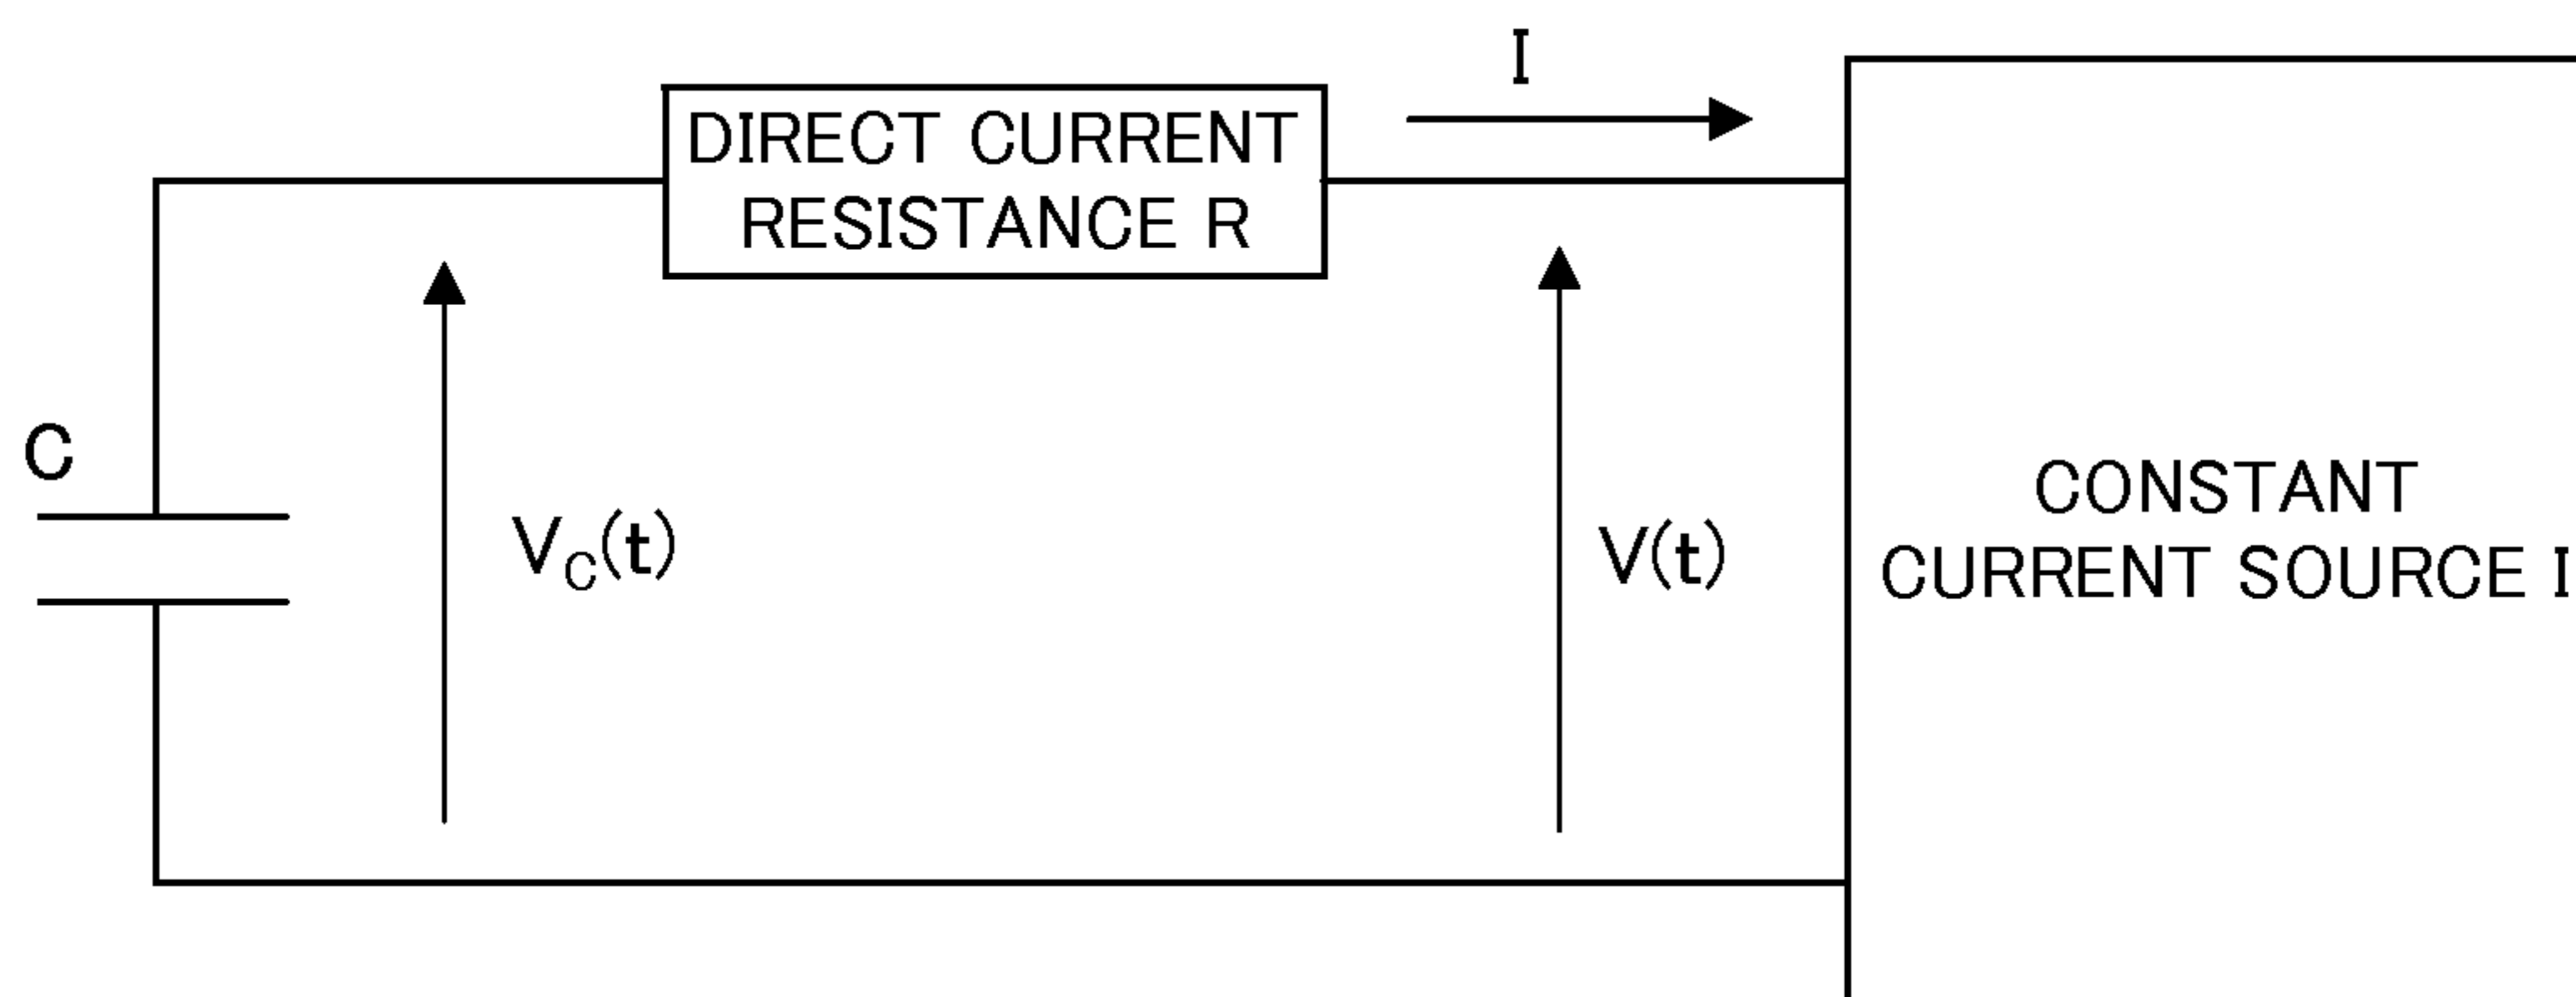 I
DIRECT CURRENT
RESISTANCE R
C
V_C(t)
V(t)
CONSTANT
CURRENT SOURCE I